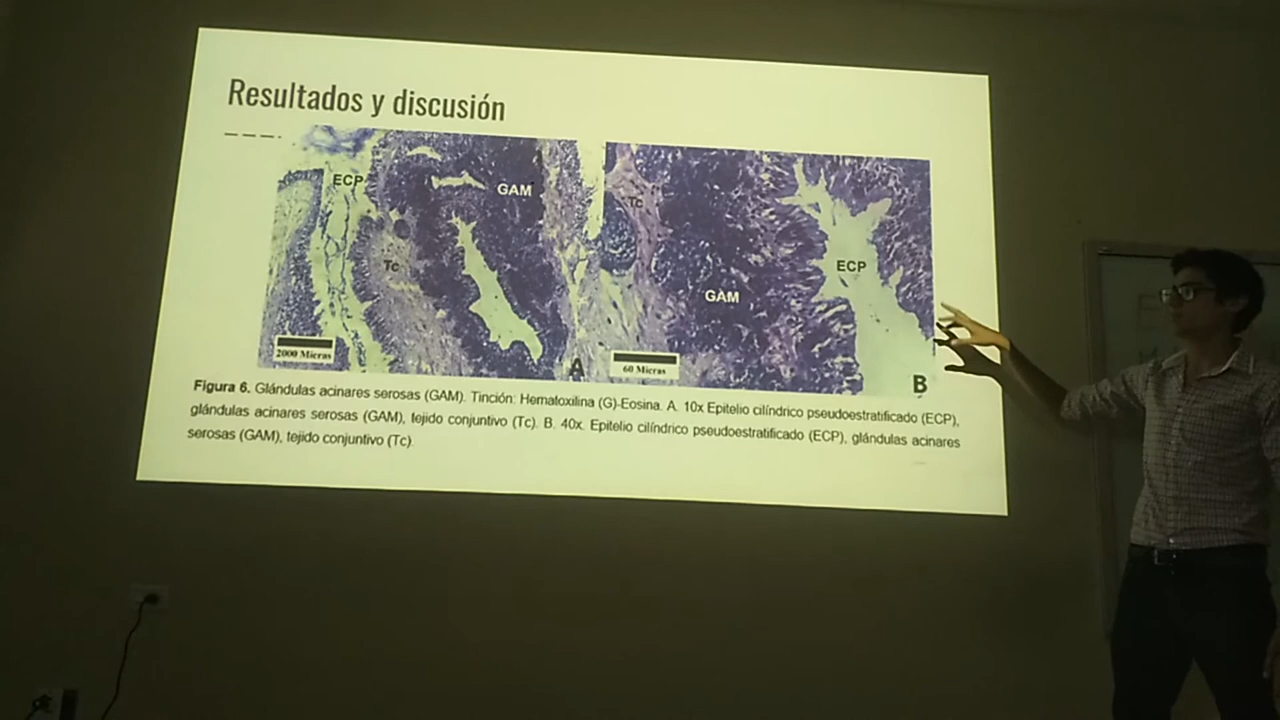 Resultados y discusión
ECP
GAM
Tc
2000 Micras
A
Tc
GAM
ECP
60 Micras
B
Figura 6. Glándulas acinares serosas (GAM). Tinción: Hematoxilina (G)-Eosina. A. 10x Epitelio cilíndrico pseudoestratificado (ECP),
glándulas acinares serosas (GAM), tejido conjuntivo (Tc). B. 40x. Epitelio cilíndrico pseudoestratificado (ECP), glándulas acinares
serosas (GAM), tejido conjuntivo (Tc).